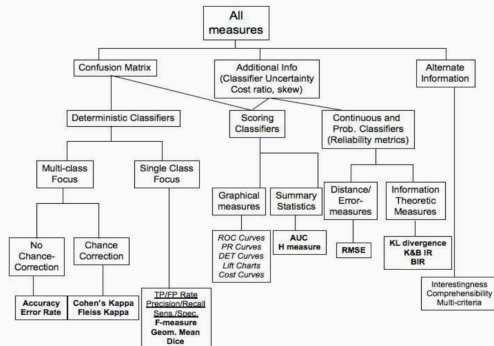 All
measures
Confusion Matrix
Additional Info
(Classifier Uncertainty
Cost ratio, skew)
Alternate
Information
Deterministic Classifiers
Scoring
Classifiers
Continuous and
Prob. Classifiers
(Reliability metrics)
Multi-class
Focus
Single Class
Focus
Graphical
measures
Summary
Statistics
Distance/
Error-
measures
Information
Theoretic
Measures
No
Chance-
Correction
Chance
Correction
ROC Curves
PR Curves
DET Curves
Lift Charts
Cost Curves
AUC
H measure
RMSE
KL divergence
K&B IR
BIR
Interestingness
Comprehensibility
Multi-criteria
Accuracy
Error Rate
Cohen's Kappa
Fleiss Kappa
TP/FP Rate
Precision/Recall
Sens./Spec.
F-measure
Geom. Mean
Dice